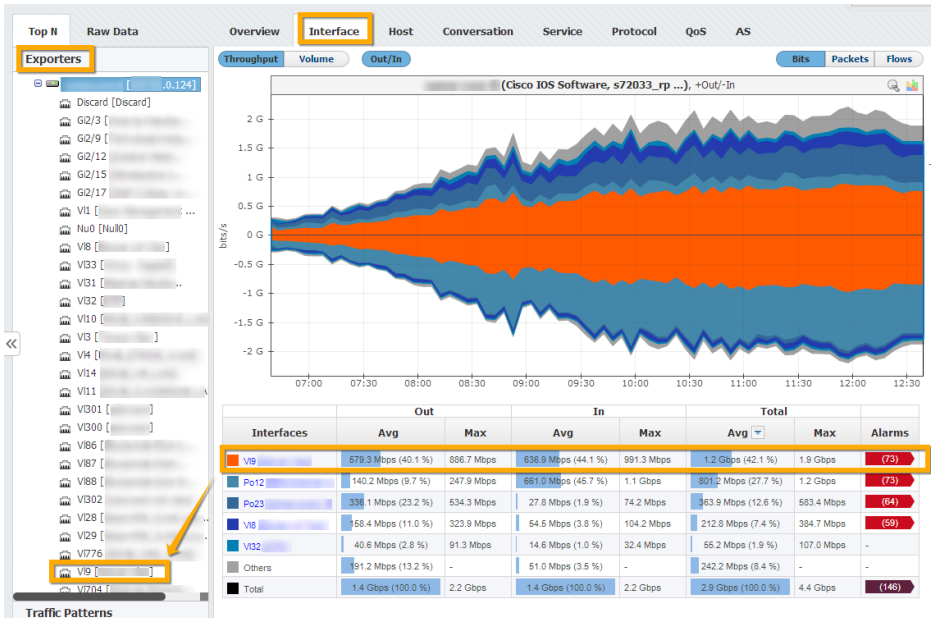 Top N Raw Data
Overview Interface Host Conversation Service Protocol QoS AS
Exporters
Throughput Volume Out/In
Bits Packets Flows
[ .0.124]
Discard [Discard]
Gi2/3 [
Gi2/9 [
Gi2/12 [
Gi2/15 [
Gi2/17 [
Vl1 [ ...
Nu0 [Null0]
Vl8 [ ]
Vl33 [
Vl31 [ ..
Vl32 [ ]
Vl10 [
Vl3 [ ]
Vl4 [
Vl14
Vl11 [
Vl301 [ ]
Vl300 [ ]
Vl86 [
Vl87 [
Vl88 [
Vl302
Vl28 [
Vl29 [
Vl776
Vl9 [ ]
Vl704 [
Traffic Patterns
(Cisco IOS Software, s72033_rp ...), +Out/-In
bits/s
2 G
1.5 G
1 G
0.5 G
0 G
-0.5 G
-1 G
-1.5 G
-2 G
07:00 07:30 08:00 08:30 09:00 09:30 10:00 10:30 11:00 11:30 12:00 12:30
Out In Total
Interfaces Avg Max Avg Max Avg Max Alarms
Vl9 579.3 Mbps (40.1 %) 886.7 Mbps 636.9 Mbps (44.1 %) 991.3 Mbps 1.2 Gbps (42.1 %) 1.9 Gbps (73)
Po12 140.2 Mbps (9.7 %) 247.9 Mbps 661.0 Mbps (45.7 %) 1.1 Gbps 801.2 Mbps (27.7 %) 1.2 Gbps (73)
Po23 336.1 Mbps (23.2 %) 534.3 Mbps 27.8 Mbps (1.9 %) 74.2 Mbps 363.9 Mbps (12.6 %) 583.4 Mbps (64)
Vl8 158.4 Mbps (11.0 %) 323.9 Mbps 54.5 Mbps (3.8 %) 104.2 Mbps 212.8 Mbps (7.4 %) 384.7 Mbps (59)
Vl32 40.6 Mbps (2.8 %) 91.3 Mbps 14.6 Mbps (1.0 %) 32.4 Mbps 55.2 Mbps (1.9 %) 107.0 Mbps -
Others 191.2 Mbps (13.2 %) - 51.0 Mbps (3.5 %) - 242.2 Mbps (8.4 %) - -
Total 1.4 Gbps (100.0 %) 2.2 Gbps 1.4 Gbps (100.0 %) 2.2 Gbps 2.9 Gbps (100.0 %) 4.4 Gbps (146)